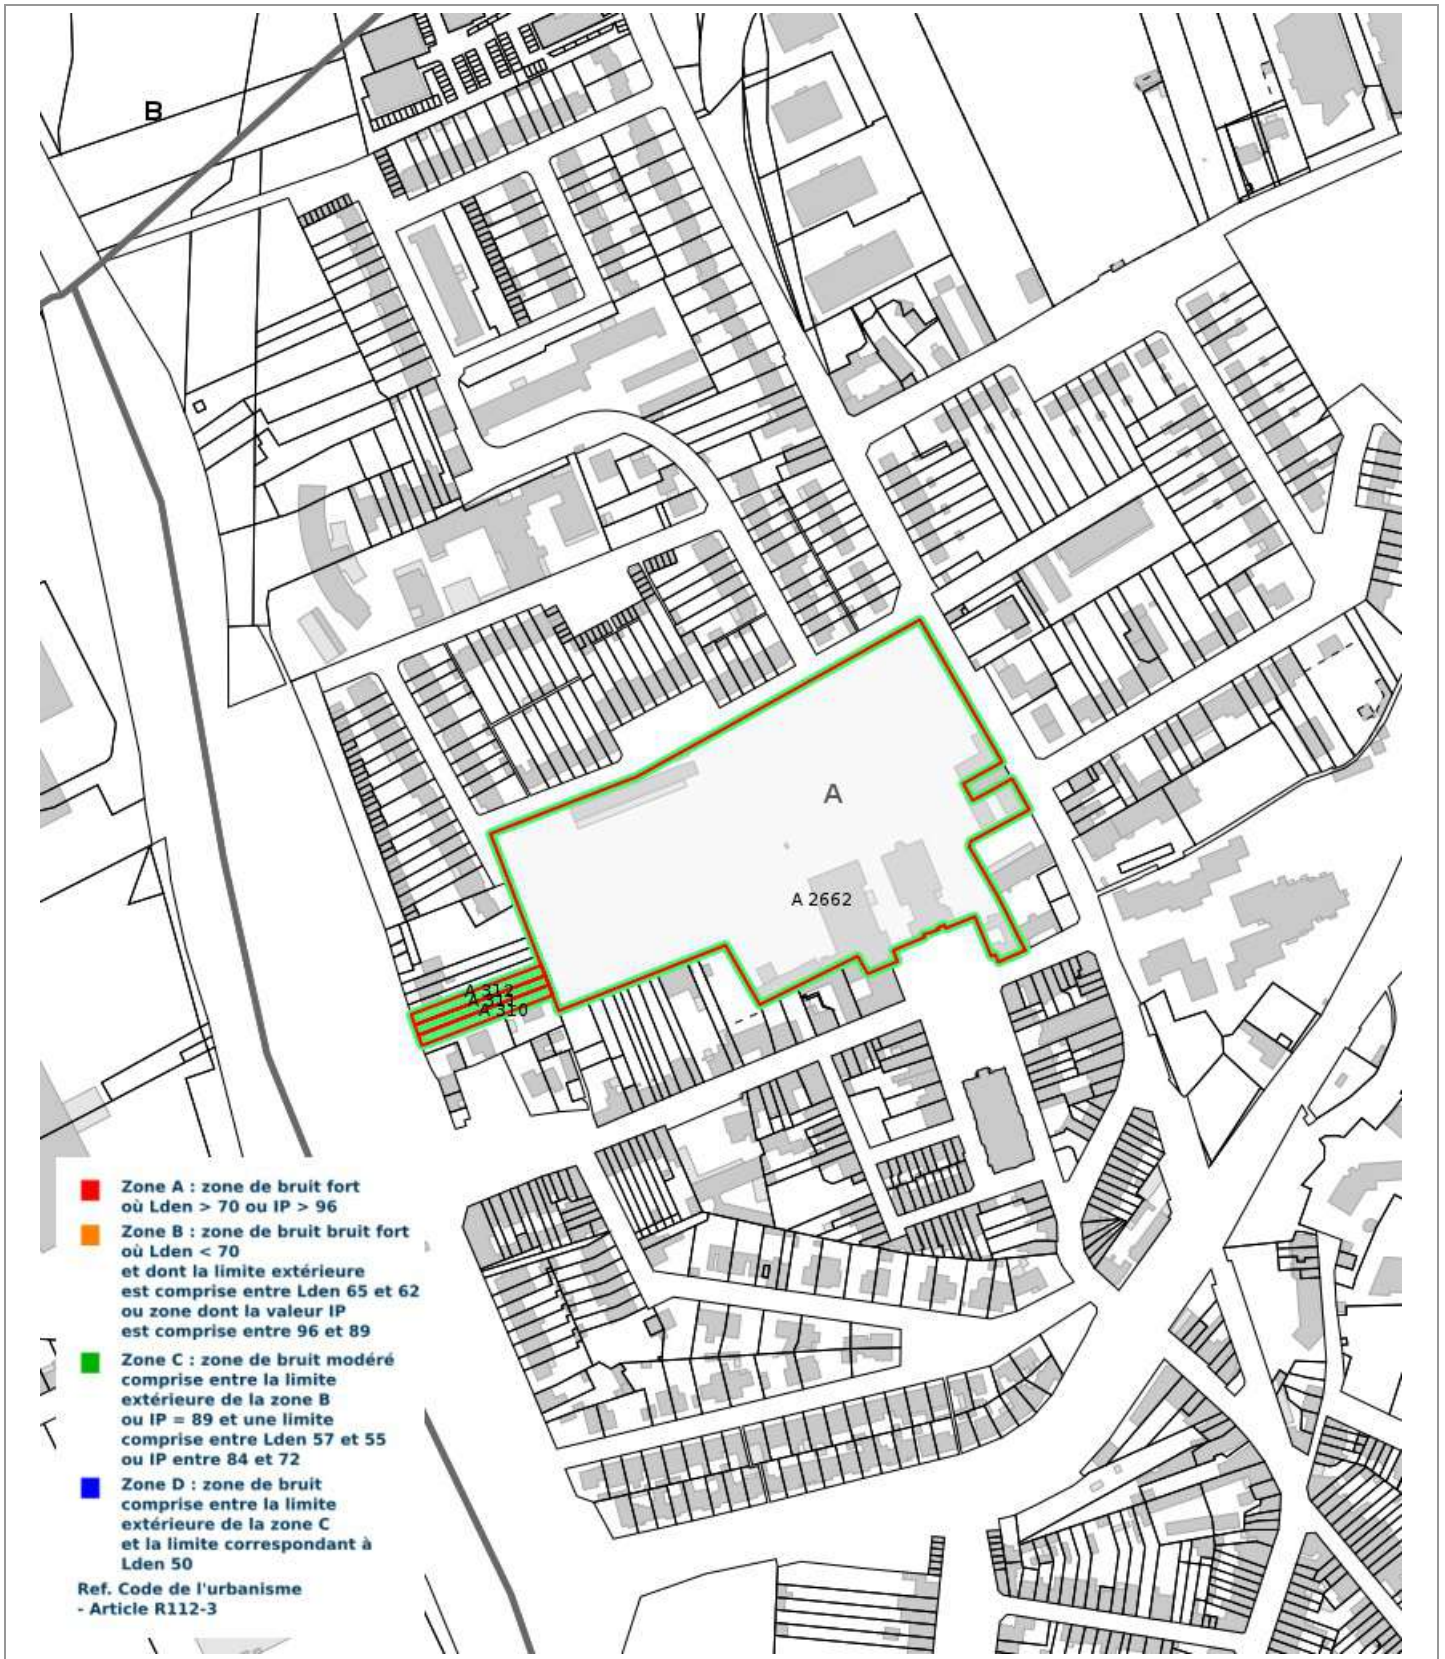 B
A
A 2662
A 312
A 311
A 310
Zone A : zone de bruit fort
où Lden > 70 ou IP > 96
Zone B : zone de bruit bruit fort
où Lden < 70
et dont la limite extérieure
est comprise entre Lden 65 et 62
ou zone dont la valeur IP
est comprise entre 96 et 89
Zone C : zone de bruit modéré
comprise entre la limite
extérieure de la zone B
ou IP = 89 et une limite
comprise entre Lden 57 et 55
ou IP entre 84 et 72
Zone D : zone de bruit
comprise entre la limite
extérieure de la zone C
et la limite correspondant à
Lden 50
Ref. Code de l'urbanisme
- Article R112-3